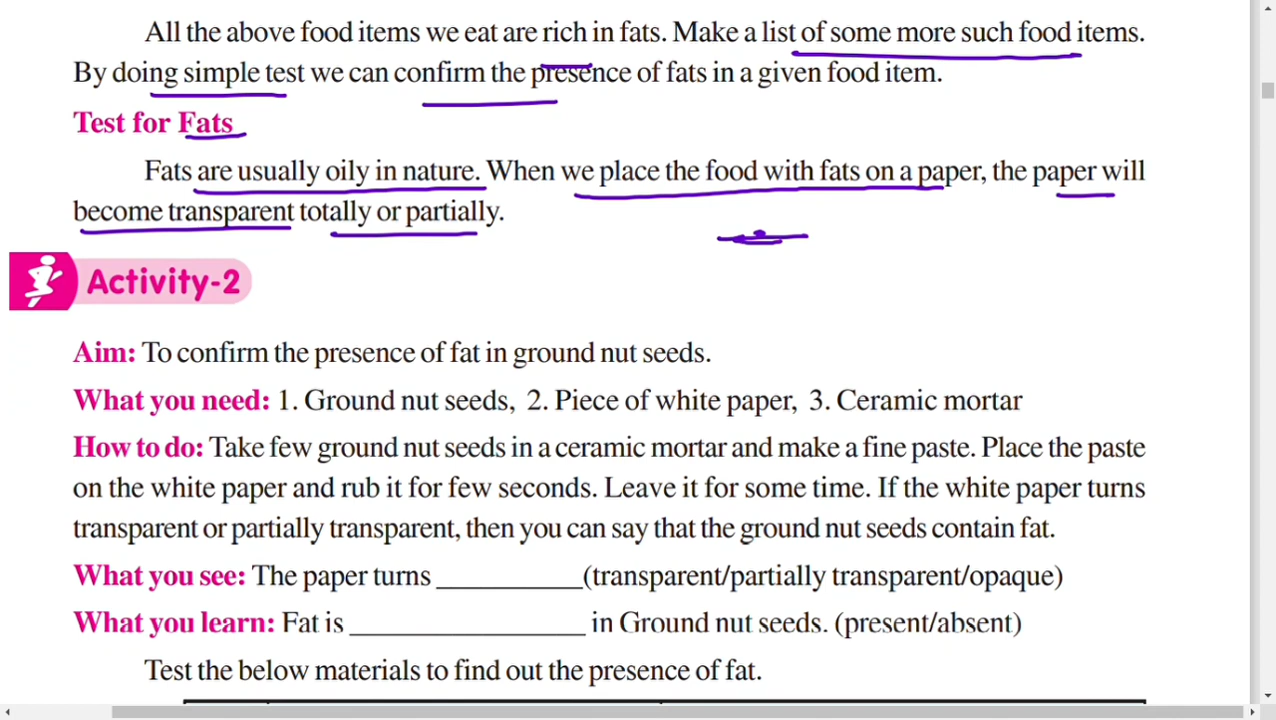 All the above food items we eat are rich in fats. Make a list of some more such food items.
By doing simple test we can confirm the presence of fats in a given food item.
Test for Fats
Fats are usually oily in nature. When we place the food with fats on a paper, the paper will
become transparent totally or partially.
Activity-2
Aim: To confirm the presence of fat in ground nut seeds.
What you need: 1. Ground nut seeds, 2. Piece of white paper, 3. Ceramic mortar
How to do: Take few ground nut seeds in a ceramic mortar and make a fine paste. Place the paste
on the white paper and rub it for few seconds. Leave it for some time. If the white paper turns
transparent or partially transparent, then you can say that the ground nut seeds contain fat.
What you see: The paper turns __________(transparent/partially transparent/opaque)
What you learn: Fat is ________________ in Ground nut seeds. (present/absent)
Test the below materials to find out the presence of fat.